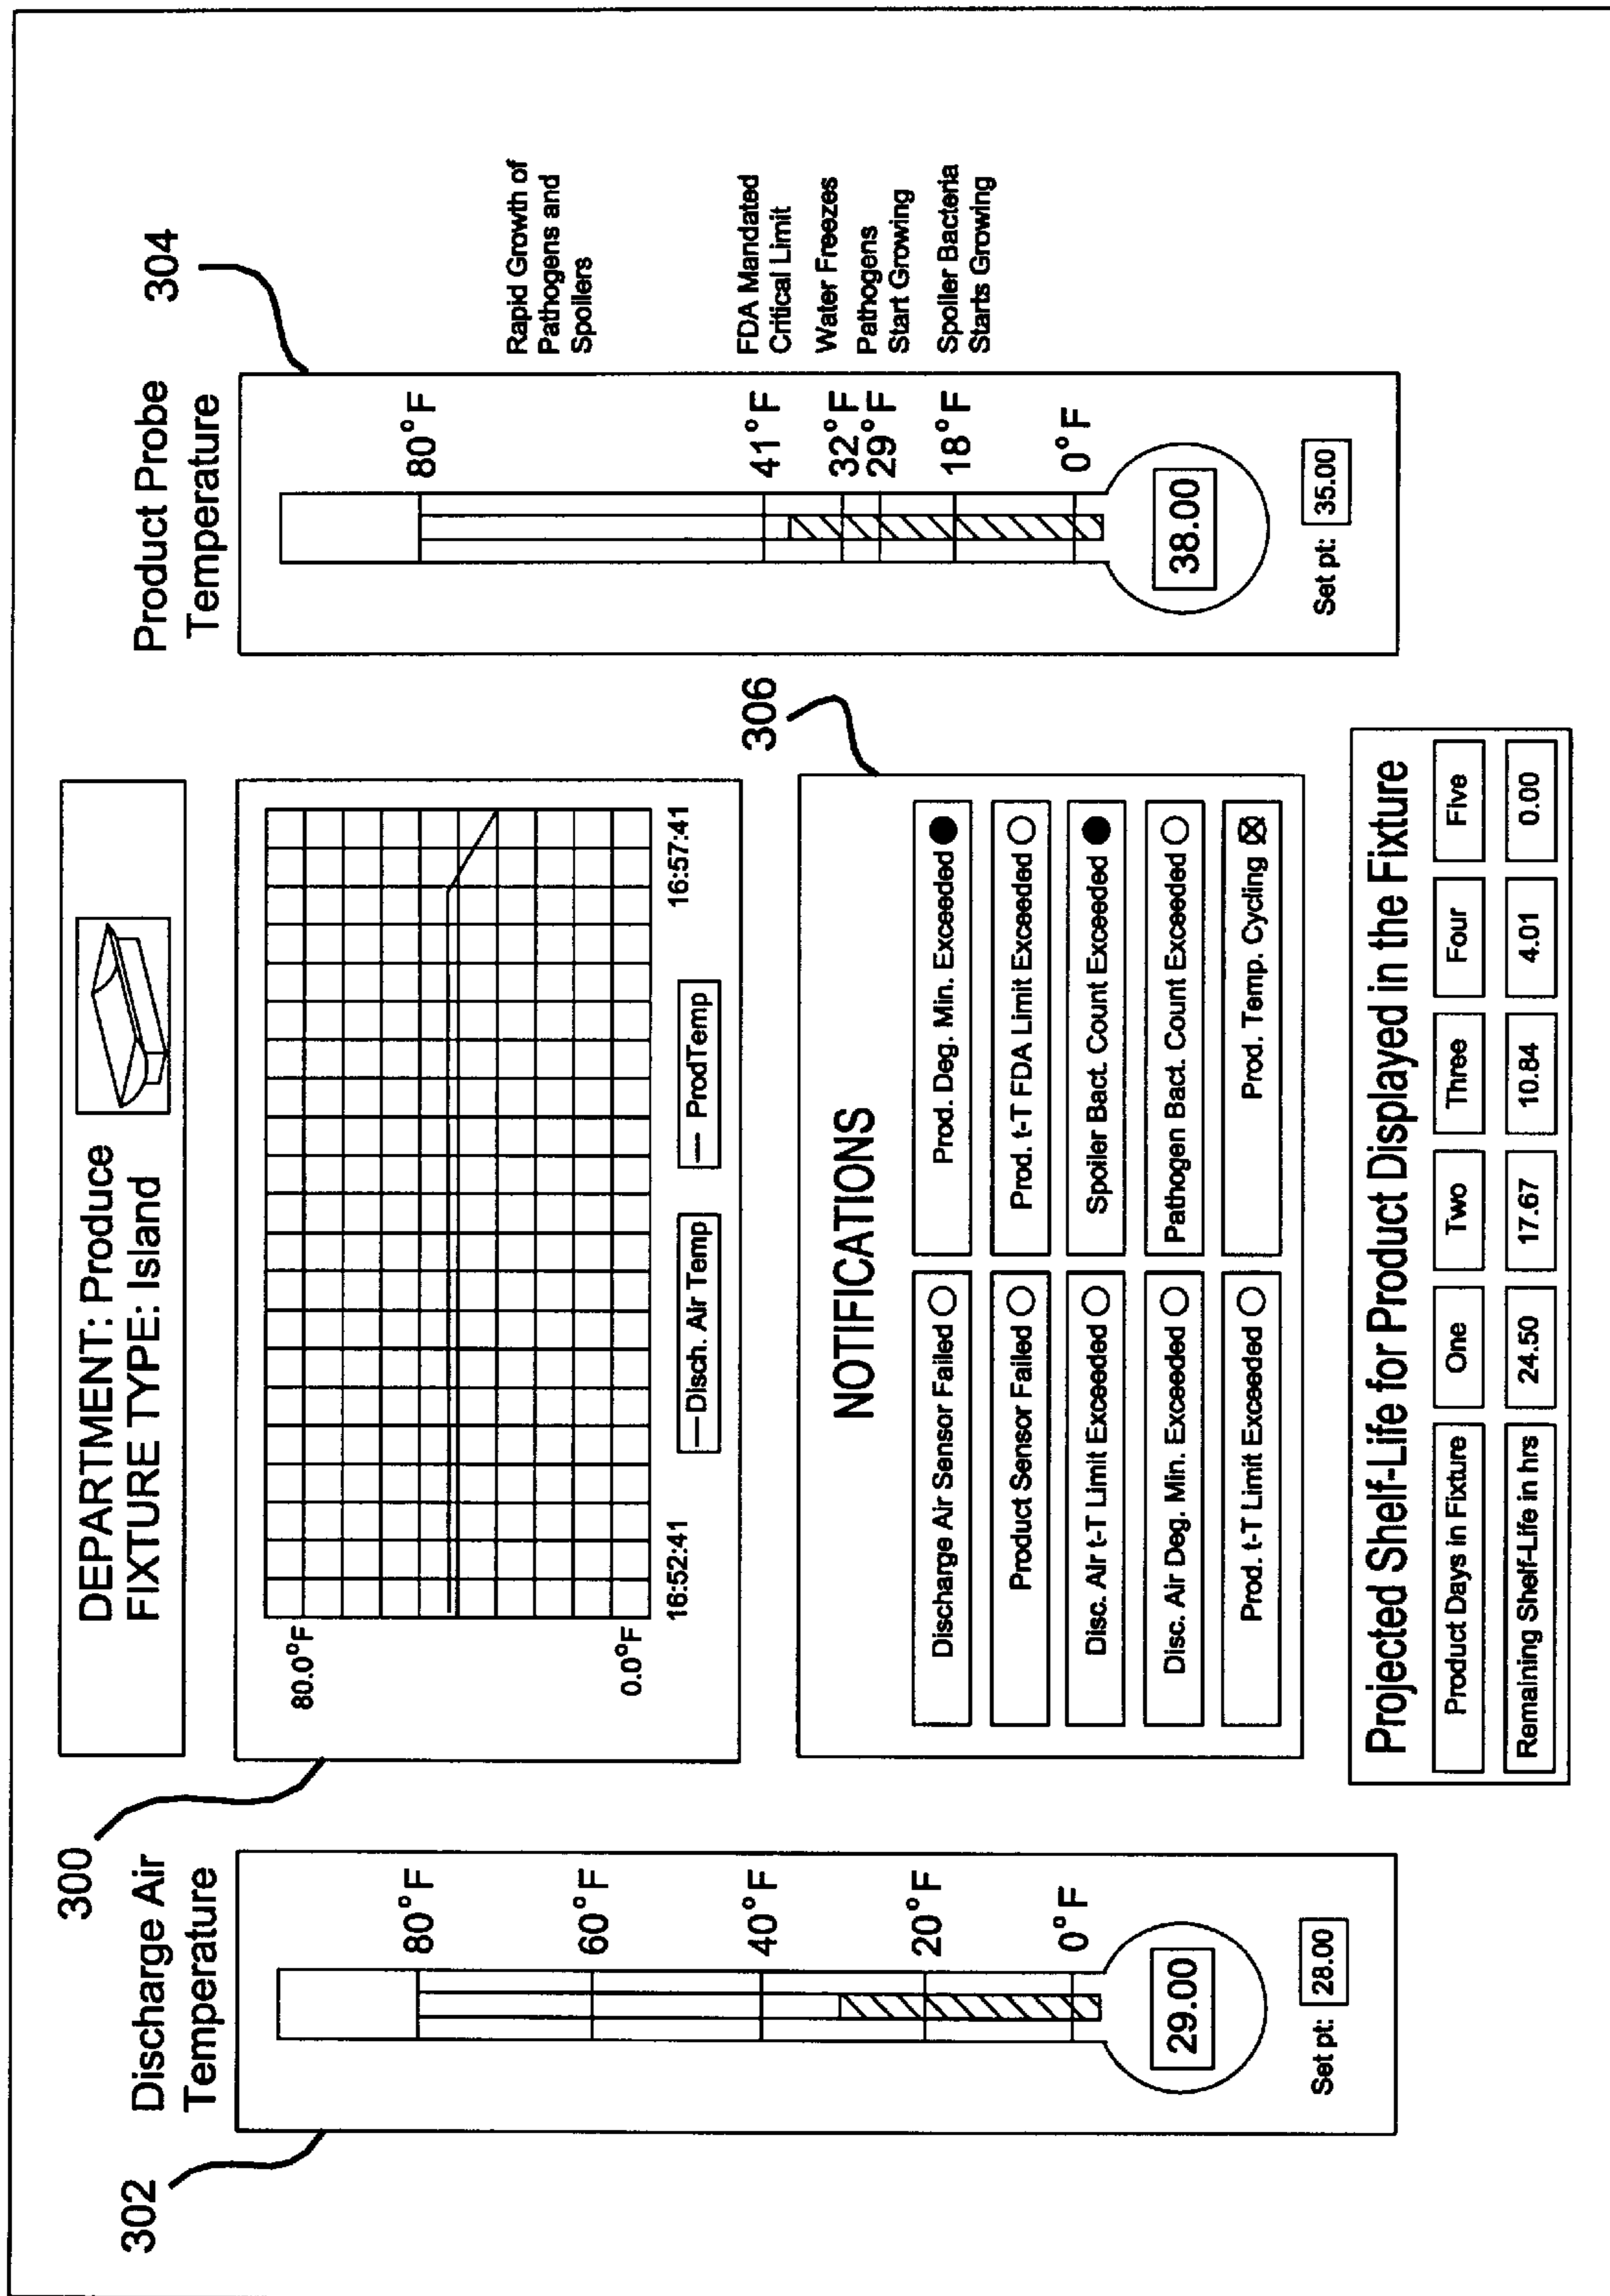 300
DEPARTMENT: Produce
FIXTURE TYPE: Island
302
Discharge Air
Temperature
80°F
60°F
40°F
20°F
0°F
29.00
Set pt: 28.00
80.0°F
0.0°F
16:52:41
16:57:41
Disch. Air Temp
ProdTemp
306
NOTIFICATIONS
Discharge Air Sensor Failed
Prod. Deg. Min. Exceeded
Product Sensor Failed
Prod. t-T FDA Limit Exceeded
Disc. Air t-T Limit Exceeded
Spoiler Bact. Count Exceeded
Disc. Air Deg. Min. Exceeded
Pathogen Bact. Count Exceeded
Prod. t-T Limit Exceeded
Prod. Temp. Cycling
Projected Shelf-Life for Product Displayed in the Fixture
Product Days in Fixture One Two Three Four Five
Remaining Shelf-Life in hrs 24.50 17.67 10.84 4.01 0.00
Product Probe
Temperature
304
80°F
41°F
32°F
29°F
18°F
0°F
38.00
Set pt: 35.00
Rapid Growth of
Pathogens and
Spoilers
FDA Mandated
Critical Limit
Water Freezes
Pathogens
Start Growing
Spoiler Bacteria
Starts Growing